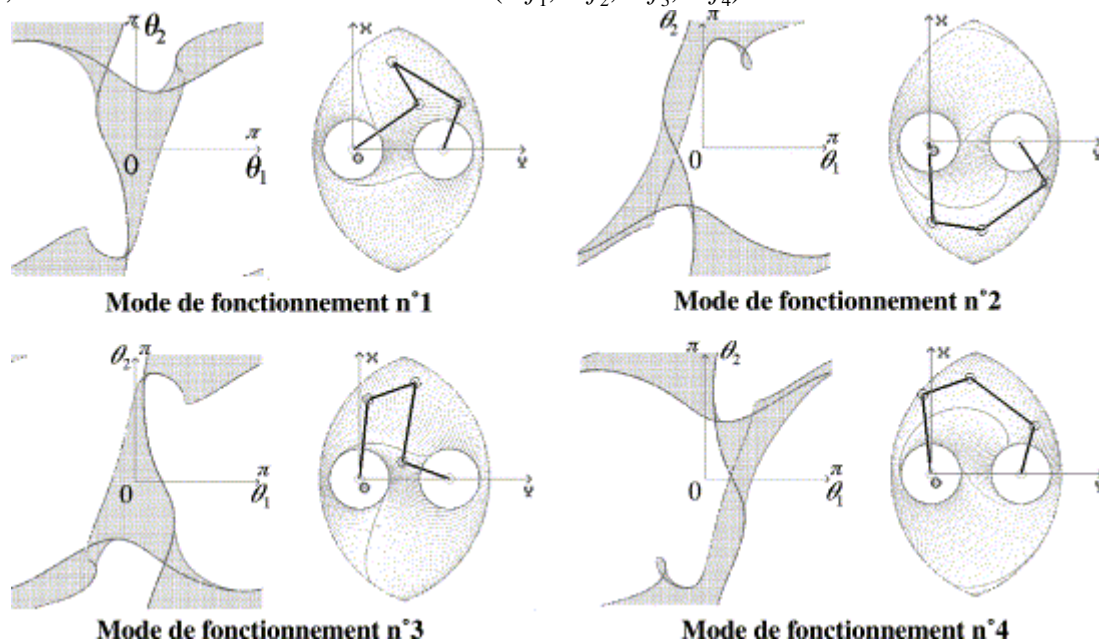 π
θ₂
0
π
θ₁
X
O
Y
θ₂
π
0
π
θ₁
X
Mode de fonctionnement n°1
Mode de fonctionnement n°2
θ₂
π
0
π
θ₁
X
O
Y
π
θ₂
0
π
θ₁
X
O
Y
Mode de fonctionnement n°3
Mode de fonctionnement n°4